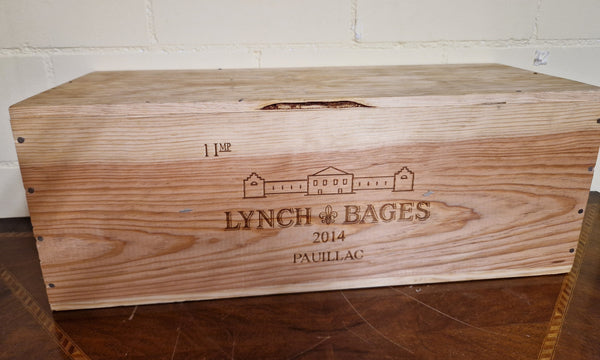 1 IMP
LYNCH BAGES
2014
PAUILLAC